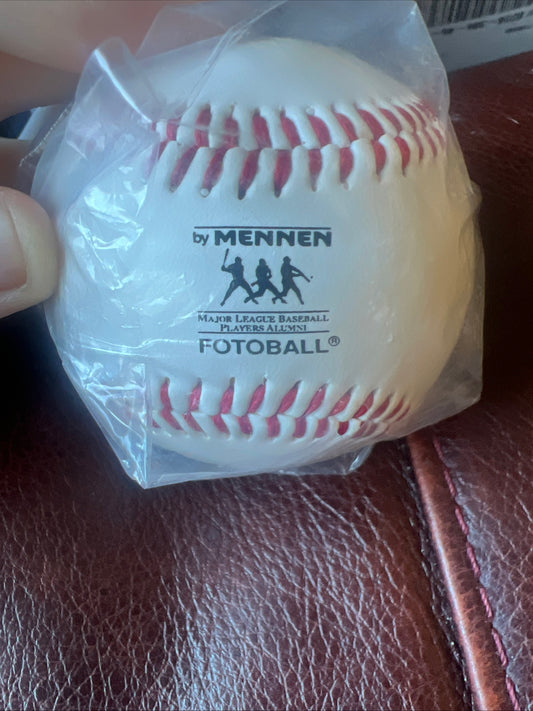 by MENNEN
MAJOR LEAGUE BASEBALL
PLAYERS ALUMNI
FOTOBALL®